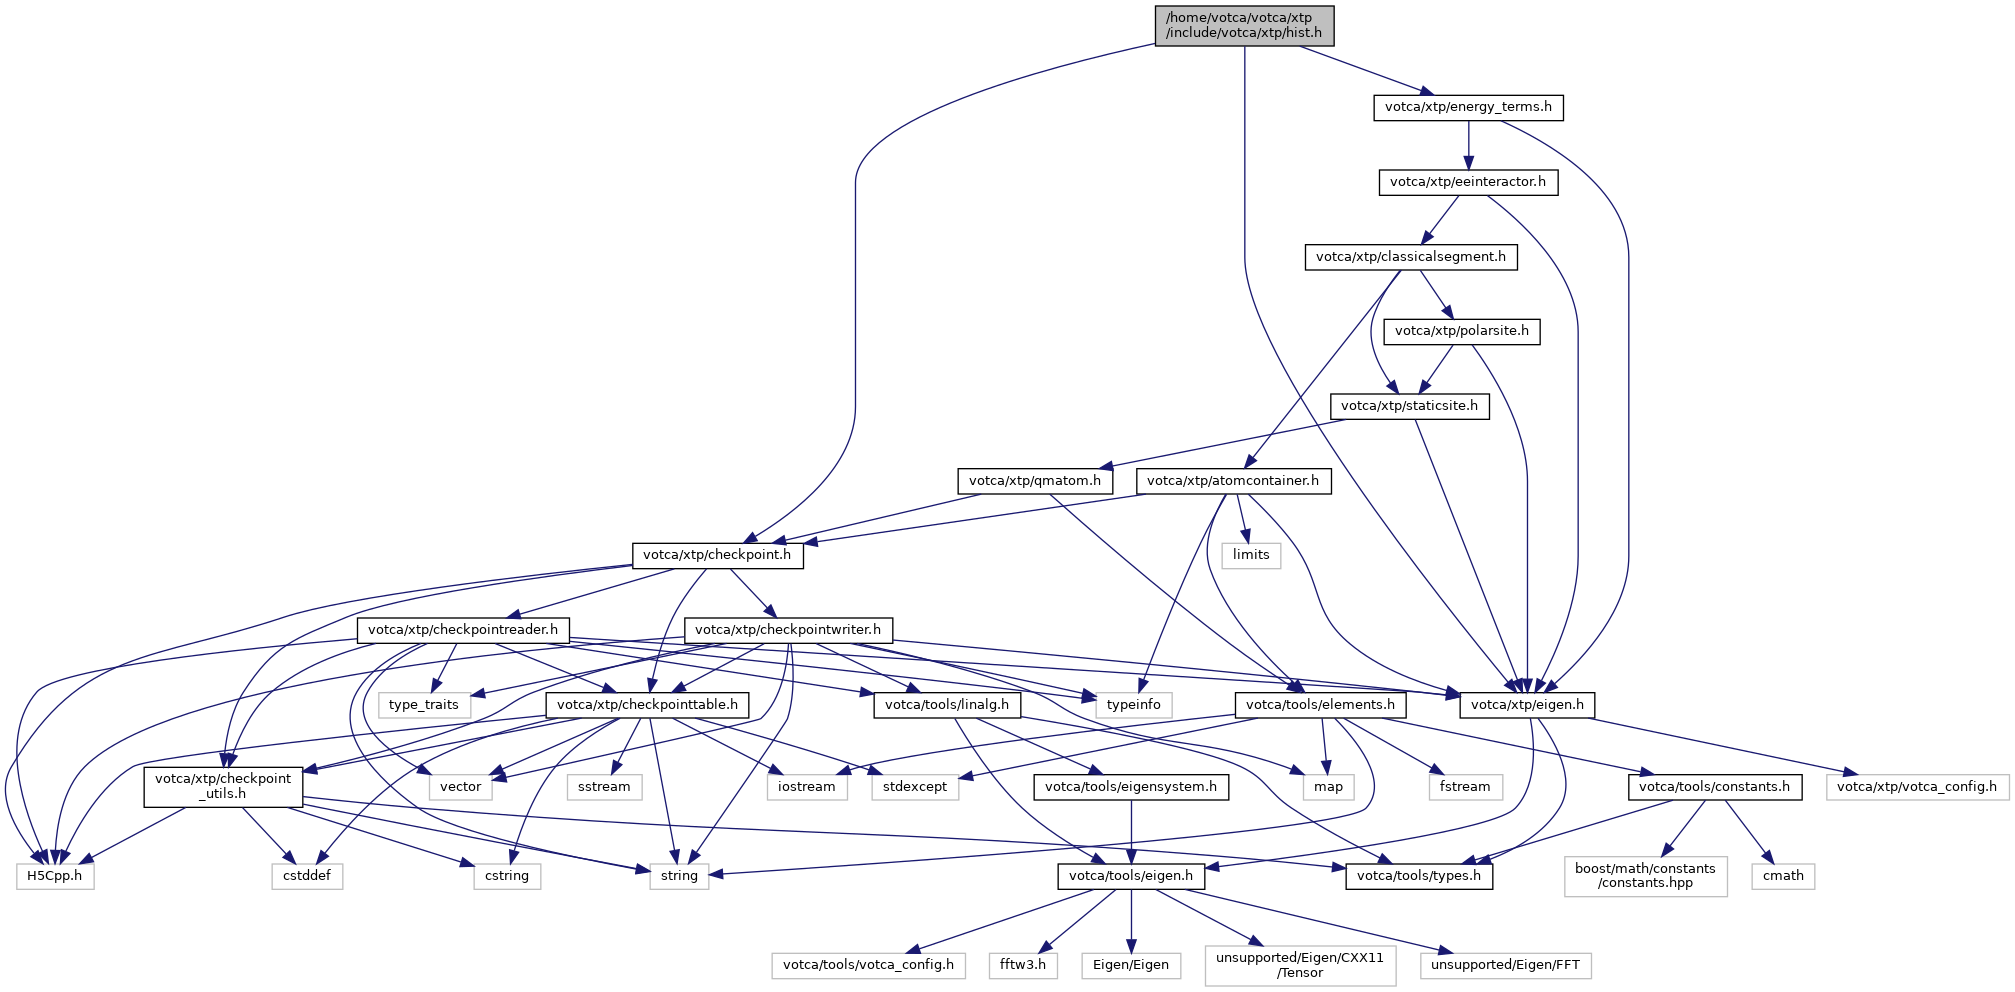 /home/votca/votca/xtp
/include/votca/xtp/hist.h
votca/xtp/energy_terms.h
votca/xtp/eeinteractor.h
votca/xtp/classicalsegment.h
votca/xtp/polarsite.h
votca/xtp/staticsite.h
votca/xtp/qmatom.h
votca/xtp/atomcontainer.h
votca/xtp/checkpoint.h
limits
votca/xtp/checkpointreader.h
votca/xtp/checkpointwriter.h
type_traits
votca/xtp/checkpointtable.h
votca/tools/linalg.h
typeinfo
votca/tools/elements.h
votca/xtp/eigen.h
votca/xtp/checkpoint
_utils.h
vector
sstream
iostream
stdexcept
votca/tools/eigensystem.h
map
fstream
votca/tools/constants.h
votca/xtp/votca_config.h
H5Cpp.h
cstddef
cstring
string
votca/tools/eigen.h
votca/tools/types.h
boost/math/constants
/constants.hpp
cmath
votca/tools/votca_config.h
fftw3.h
Eigen/Eigen
unsupported/Eigen/CXX11
/Tensor
unsupported/Eigen/FFT